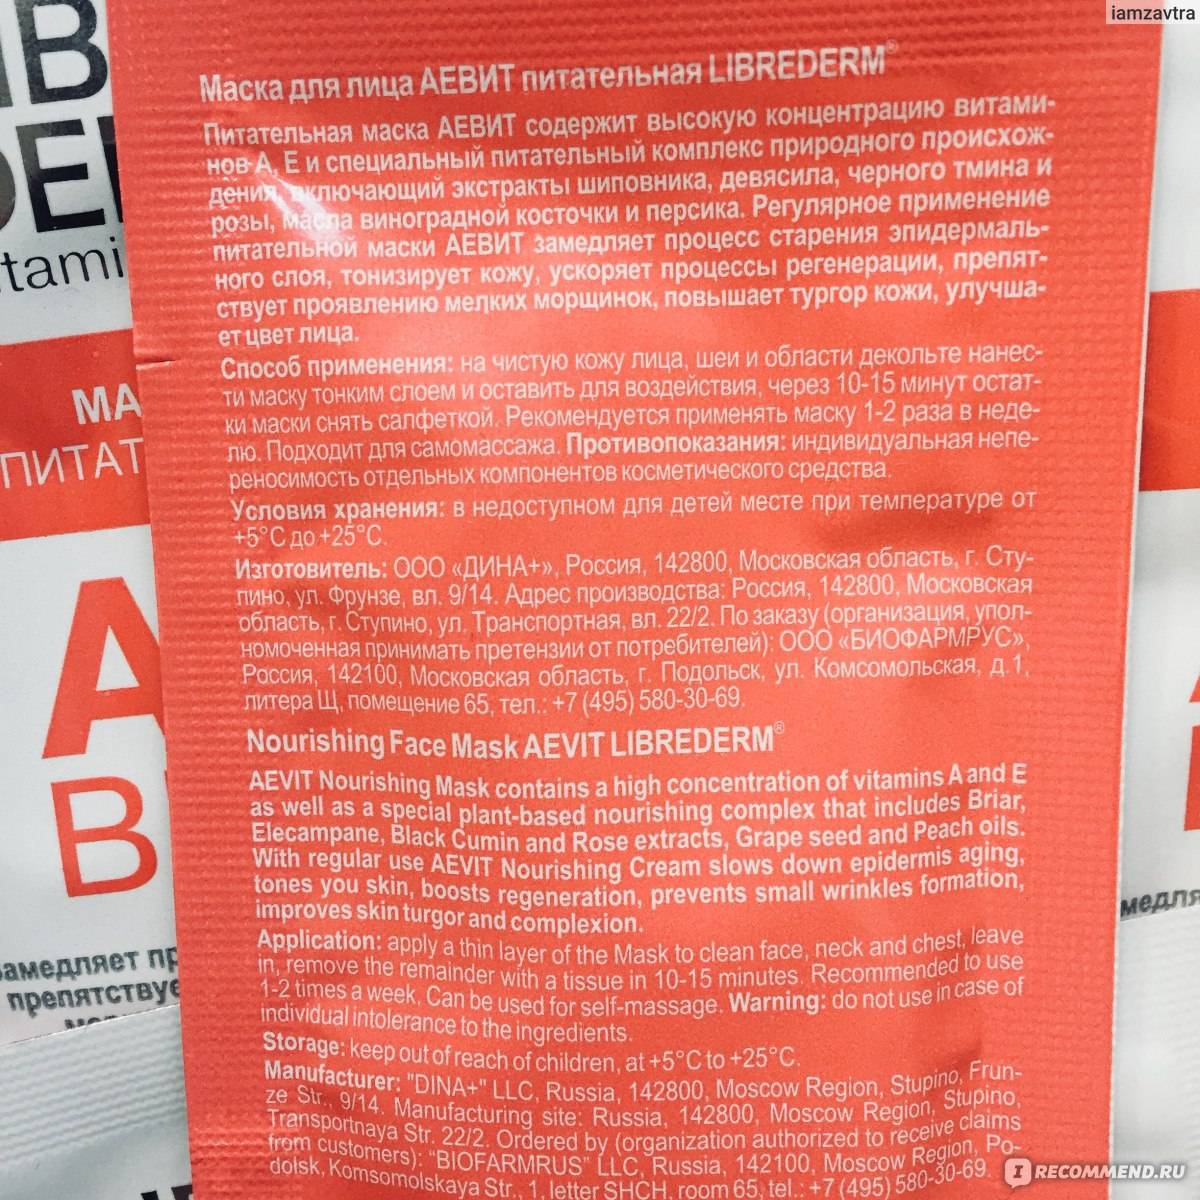 iamzavtra
Маска для лица АЕВИТ питательная LIBREDERM®
Питательная маска АЕВИТ содержит высокую концентрацию витами-
нов А, Е и специальный питательный комплекс природного происхож-
дения, включающий экстракты шиповника, девясила, черного тмина и
розы, масла виноградной косточки и персика. Регулярное применение
питательной маски АЕВИТ замедляет процесс старения эпидермаль-
ного слоя, тонизирует кожу, ускоряет процессы регенерации, препят-
ствует проявлению мелких морщинок, повышает тургор кожи, улучша-
ет цвет лица.
Способ применения: на чистую кожу лица, шеи и области декольте нанес-
ти маску тонким слоем и оставить для воздействия, через 10-15 минут остат-
ки маски снять салфеткой. Рекомендуется применять маску 1-2 раза в неде-
лю. Подходит для самомассажа. Противопоказания: индивидуальная непе-
реносимость отдельных компонентов косметического средства.
Условия хранения: в недоступном для детей месте при температуре от
+5°С до +25°С.
Изготовитель: ООО «ДИНА+», Россия, 142800, Московская область, г. Сту-
пино, ул. Фрунзе, вл. 9/14. Адрес производства: Россия, 142800, Московская
область, г. Ступино, ул. Транспортная, вл. 22/2. По заказу (организация, упол-
номоченная принимать претензии от потребителей): ООО «БИОФАРМРУС»,
Россия, 142100, Московская область, г. Подольск, ул. Комсомольская, д.1,
литера Щ, помещение 65, тел.: +7 (495) 580-30-69.
Nourishing Face Mask AEVIT LIBREDERM®
AEVIT Nourishing Mask contains a high concentration of vitamins A and E
as well as a special plant-based nourishing complex that includes Briar,
Elecampane, Black Cumin and Rose extracts, Grape seed and Peach oils.
With regular use AEVIT Nourishing Cream slows down epidermis aging,
tones you skin, boosts regeneration, prevents small wrinkles formation,
improves skin turgor and complexion.
Application: apply a thin layer of the Mask to clean face, neck and chest, leave
in, remove the remainder with a tissue in 10-15 minutes. Recommended to use
1-2 times a week. Can be used for self-massage. Warning: do not use in case of
individual intolerance to the ingredients.
Storage: keep out of reach of children, at +5°C to +25°C.
Manufacturer: "DINA+" LLC, Russia, 142800, Moscow Region, Stupino, Frun-
ze Str., 9/14. Manufacturing site: Russia, 142800, Moscow Region, Stupino,
Transportnaya Str. 22/2. Ordered by (organization authorized to receive claims
from customers): "BIOFARMRUS" LLC, Russia, 142100, Moscow Region, Po-
dolsk, Komsomolskaya Str., 1, letter SHCH, room 65, tel.: +7 (495) 580-30-69.
IRECOMMEND.RU